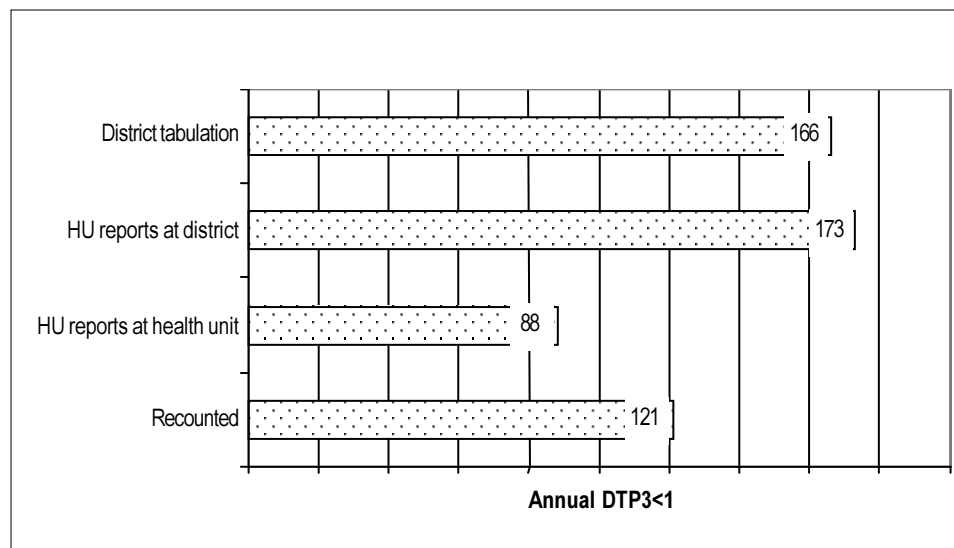 District tabulation
166
HU reports at district
173
HU reports at health unit
88
Recounted
121
Annual DTP3<1